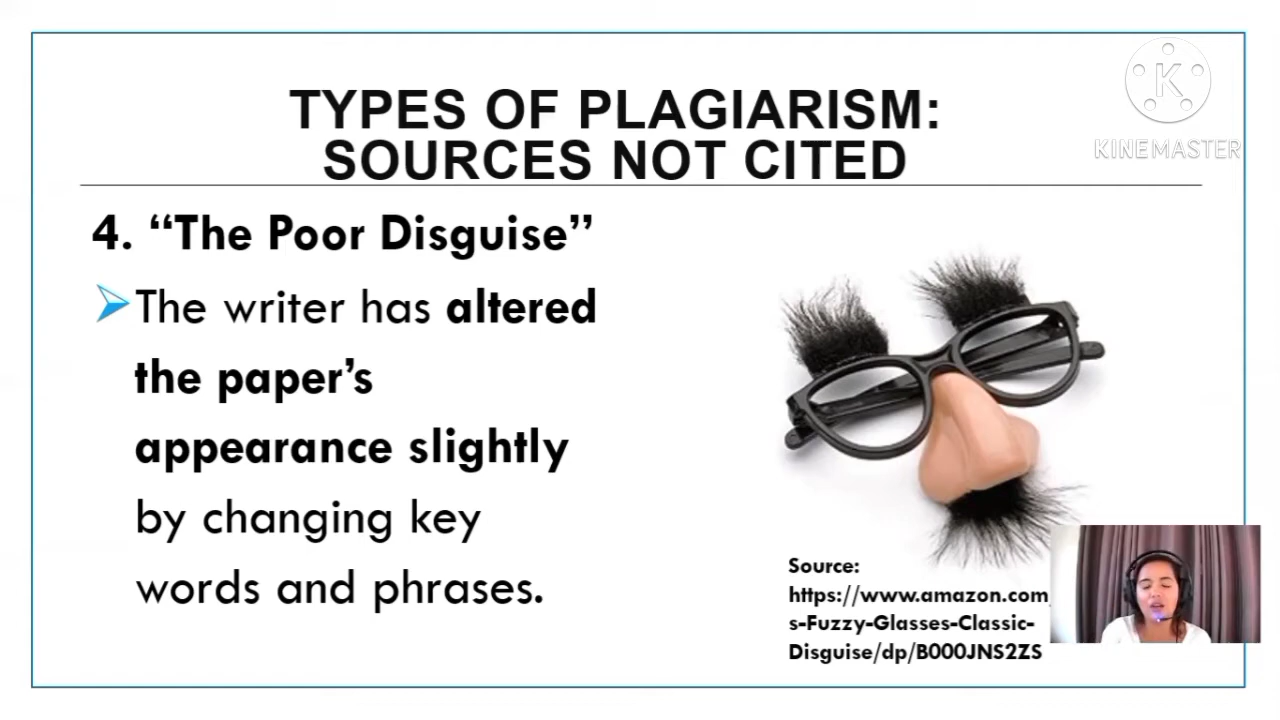 TYPES OF PLAGIARISM:
SOURCES NOT CITED
K
KINEMASTER
4. “The Poor Disguise”
The writer has altered
the paper’s
appearance slightly
by changing key
words and phrases.
Source:
https://www.amazon.com
s-Fuzzy-Glasses-Classic-
Disguise/dp/B000JNS2ZS